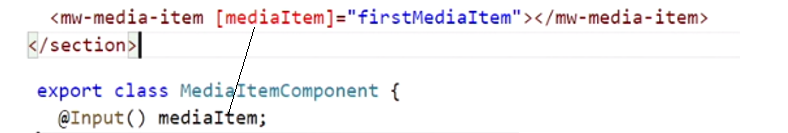 <mw-media-item [mediaItem]="firstMediaItem"></mw-media-item>
</section>
export class MediaItemComponent {
@Input() mediaItem;